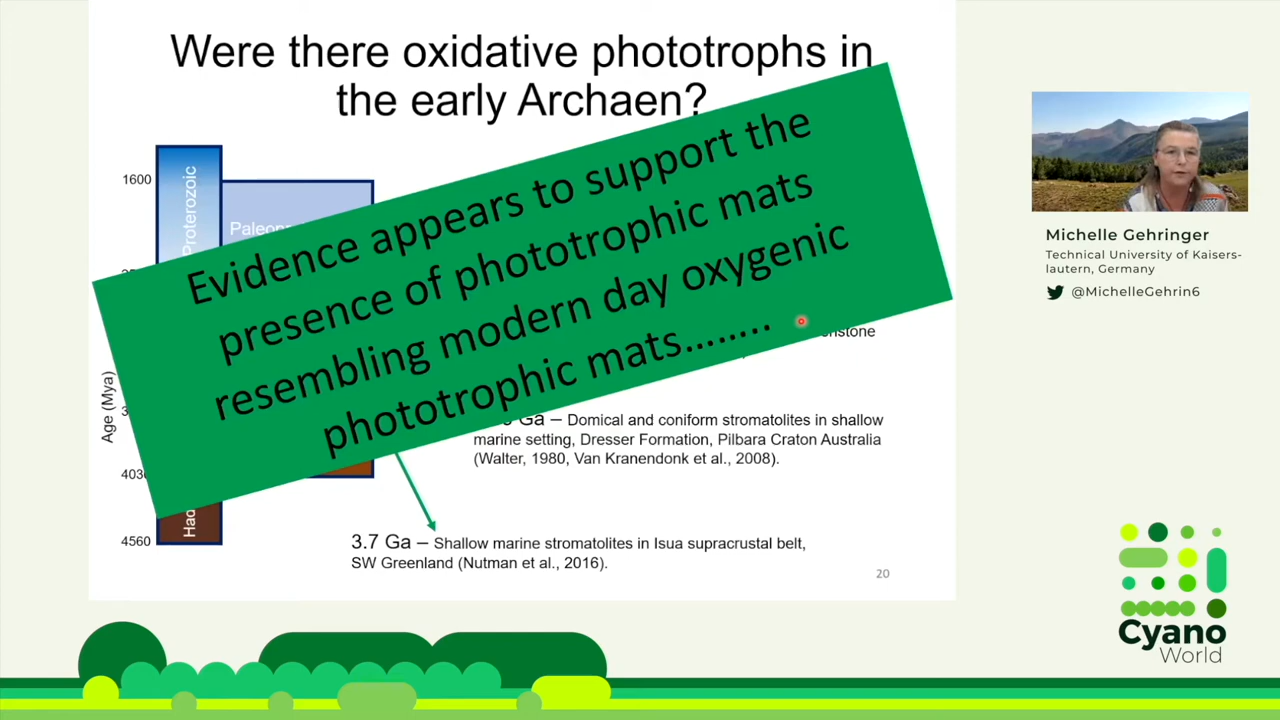 Were there oxidative phototrophs in
the early Archaen?
Evidence appears to support the
presence of phototrophic mats
resembling modern day oxygenic
phototrophic mats........
1600
Proterozoic
Age (Mya)
4560
Ga – Domical and coniform stromatolites in shallow
marine setting, Dresser Formation, Pilbara Craton Australia
(Walter, 1980, Van Kranendonk et al., 2008).
3.7 Ga – Shallow marine stromatolites in Isua supracrustal belt,
SW Greenland (Nutman et al., 2016).
20
Michelle Gehringer
Technical University of Kaisers-
lautern, Germany
@MichelleGehrin6
Cyano
World